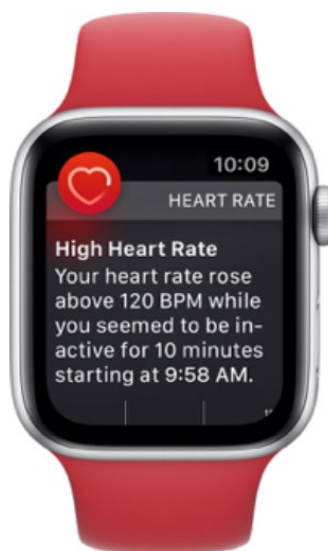 10:09
HEART RATE
High Heart Rate
Your heart rate rose
above 120 BPM while
you seemed to be in-
active for 10 minutes
starting at 9:58 AM.